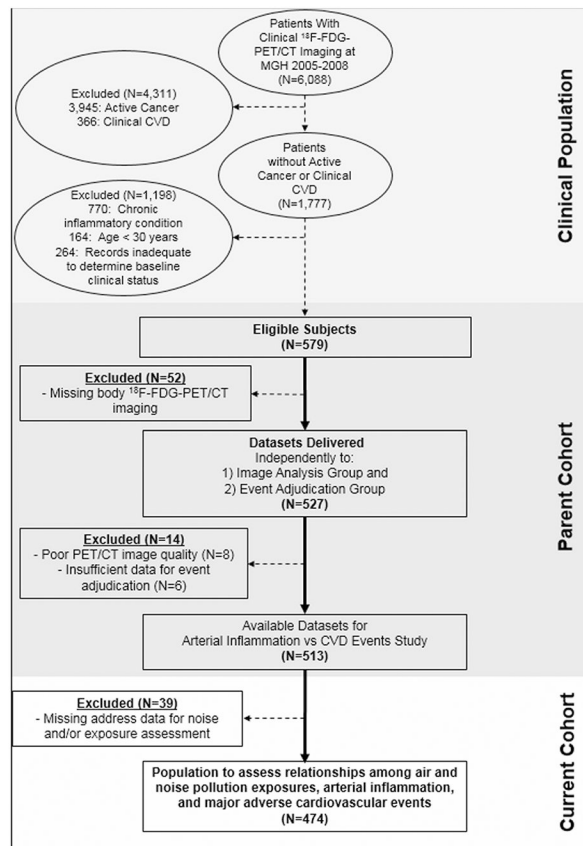 Patients With
Clinical ¹⁸F-FDG-
PET/CT Imaging at
MGH 2005-2008
(N=6,088)
Excluded (N=4,311)
3,945: Active Cancer
366: Clinical CVD
Patients
without Active
Cancer or Clinical
CVD
(N=1,777)
Excluded (N=1,198)
770: Chronic
inflammatory condition
164: Age < 30 years
264: Records inadequate
to determine baseline
clinical status
Clinical Population
Eligible Subjects
(N=579)
Excluded (N=52)
- Missing body ¹⁸F-FDG-PET/CT
imaging
Datasets Delivered
Independently to:
1) Image Analysis Group and
2) Event Adjudication Group
(N=527)
Excluded (N=14)
- Poor PET/CT image quality (N=8)
- Insufficient data for event
adjudication (N=6)
Available Datasets for
Arterial Inflammation vs CVD Events Study
(N=513)
Parent Cohort
Excluded (N=39)
- Missing address data for noise
and/or exposure assessment
Population to assess relationships among air and
noise pollution exposures, arterial inflammation,
and major adverse cardiovascular events
(N=474)
Current Cohort